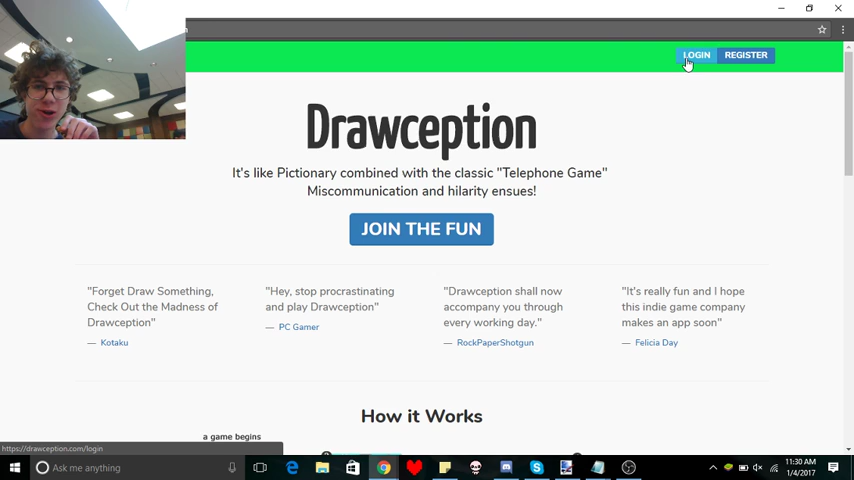 LOGIN REGISTER
Drawception
It's like Pictionary combined with the classic "Telephone Game"
Miscommunication and hilarity ensues!
JOIN THE FUN
"Forget Draw Something,
Check Out the Madness of
Drawception"
— Kotaku
"Hey, stop procrastinating
and play Drawception"
— PC Gamer
"Drawception shall now
accompany you through
every working day."
— RockPaperShotgun
"It's really fun and I hope
this indie game company
makes an app soon"
— Felicia Day
How it Works
a game begins
https://drawception.com/login
Ask me anything
11:30 AM
1/4/2017